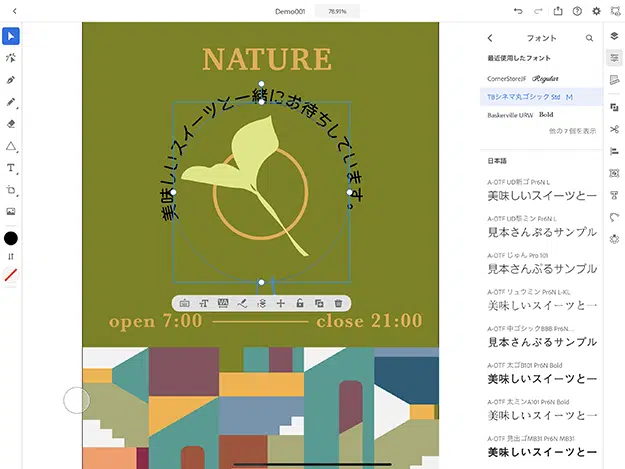 Demo001
78.91%
NATURE
美味しいスイーツと一緒にお待ちしています。
open 7:00
close 21:00
フォント
最近使用したフォント
CornerStoreJF Regular
TBシネマ丸ゴシック Std M
Baskerville URW Bold
他の 7 個を表示
日本語
A-OTF UD新ゴ Pr6N L
美味しいスイーツと一
A-OTF UD黎ミン Pr6N L
見本さんぷるサンプル
A-OTF じゅん Pro 101
見本さんぷるサンプル
A-OTF リュウミン Pr6N L-KL
美味しいスイーツと一
A-OTF 中ゴシックBBB Pr6N...
見本さんぷるサンプル
A-OTF 太ゴB101 Pr6N Bold
美味しいスイーツと一
A-OTF 太ミンA101 Pr6N Bold
美味しいスイーツと一
A-OTF 見出ゴMB31 Pr6N MB31
美味しいスイーツと一